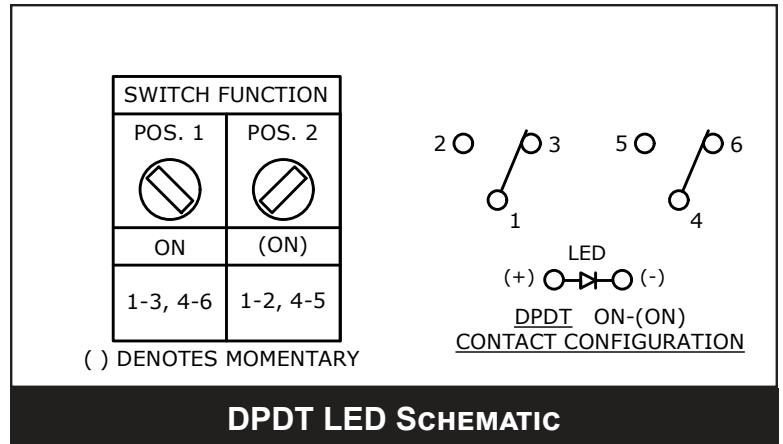 SWITCH FUNCTION
POS. 1 POS. 2
ON (ON)
1-3, 4-6 1-2, 4-5
( ) DENOTES MOMENTARY
2 3 5 6
1 4
LED
(+) (-)
DPDT ON-(ON)
CONTACT CONFIGURATION
DPDT LED SCHEMATIC